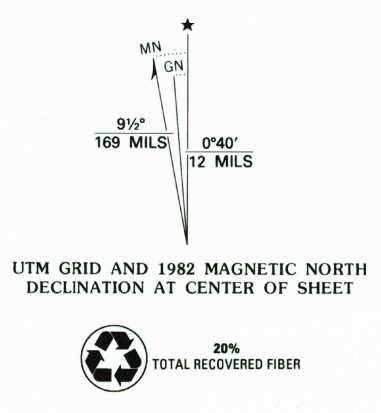 ★
MN
GN
9½°
169 MILS
0°40′
12 MILS
UTM GRID AND 1982 MAGNETIC NORTH
DECLINATION AT CENTER OF SHEET
20%
TOTAL RECOVERED FIBER